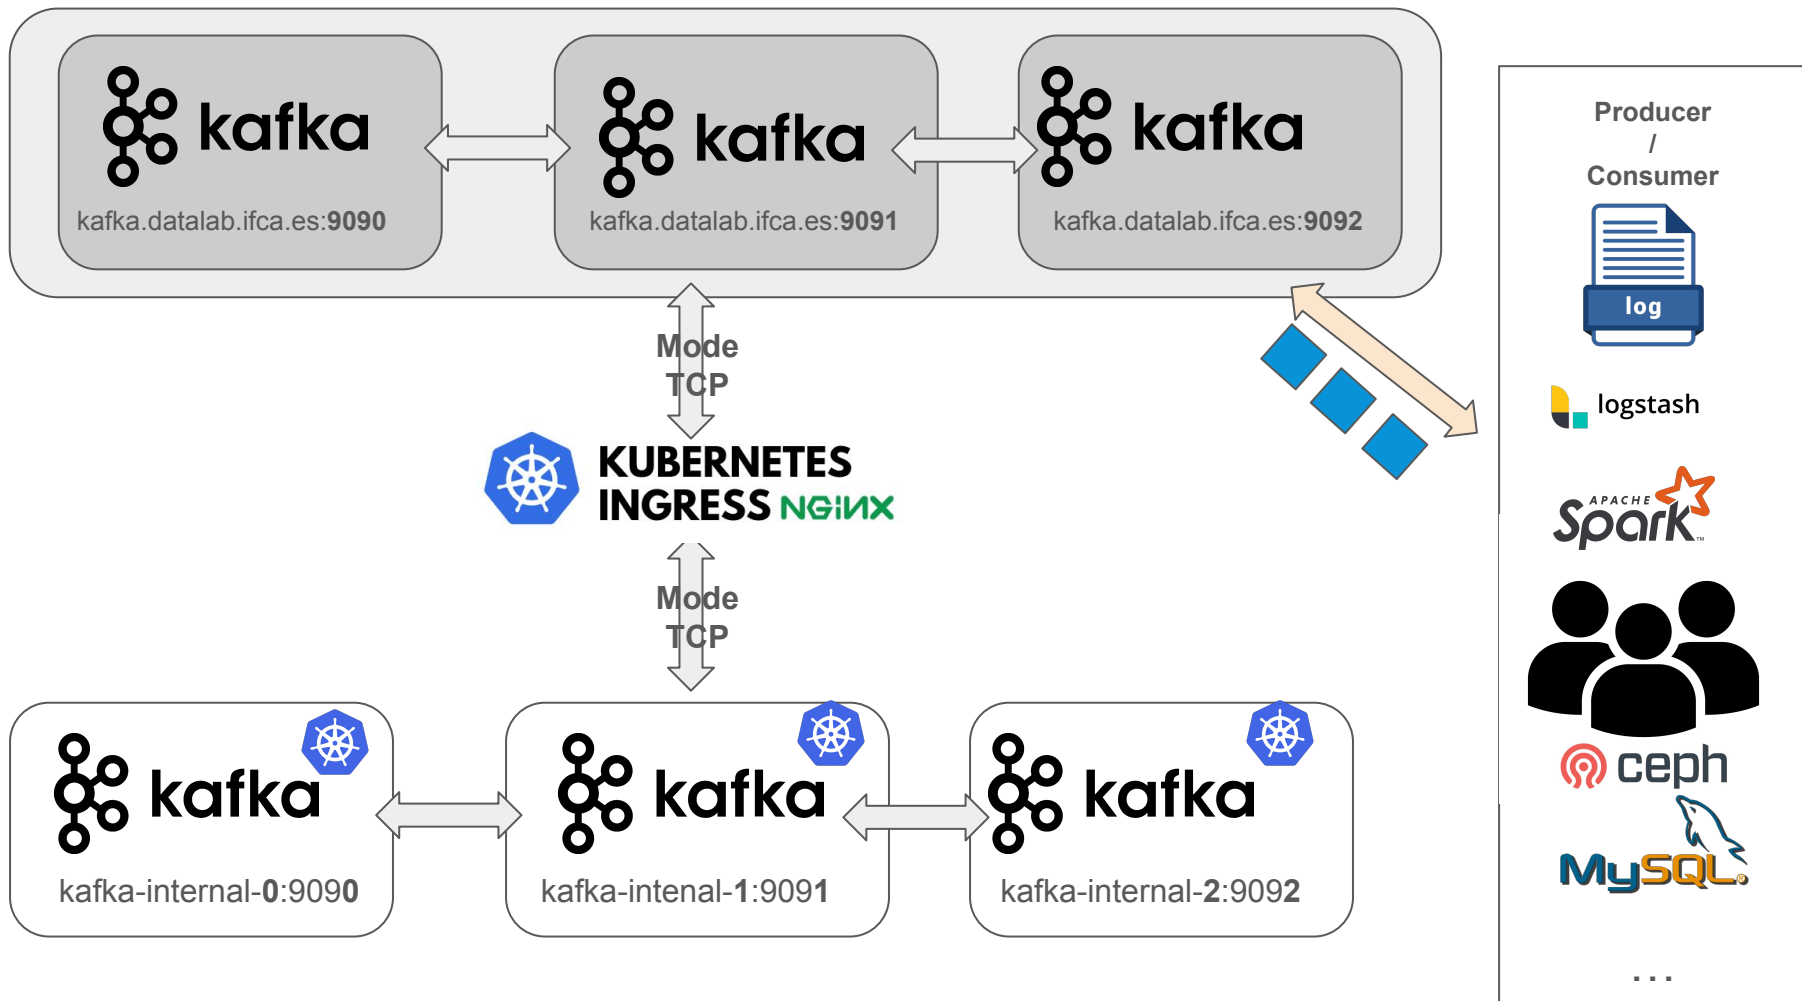 kafka
kafka
kafka
kafka.datalab.ifca.es:9090
kafka.datalab.ifca.es:9091
kafka.datalab.ifca.es:9092
Mode
TCP
KUBERNETES
INGRESS NGINX
Mode
TCP
kafka
kafka
kafka
kafka-internal-0:9090
kafka-intenal-1:9091
kafka-internal-2:9092
Producer
/
Consumer
log
logstash
APACHE
Spark™
ceph
MySQL®
...